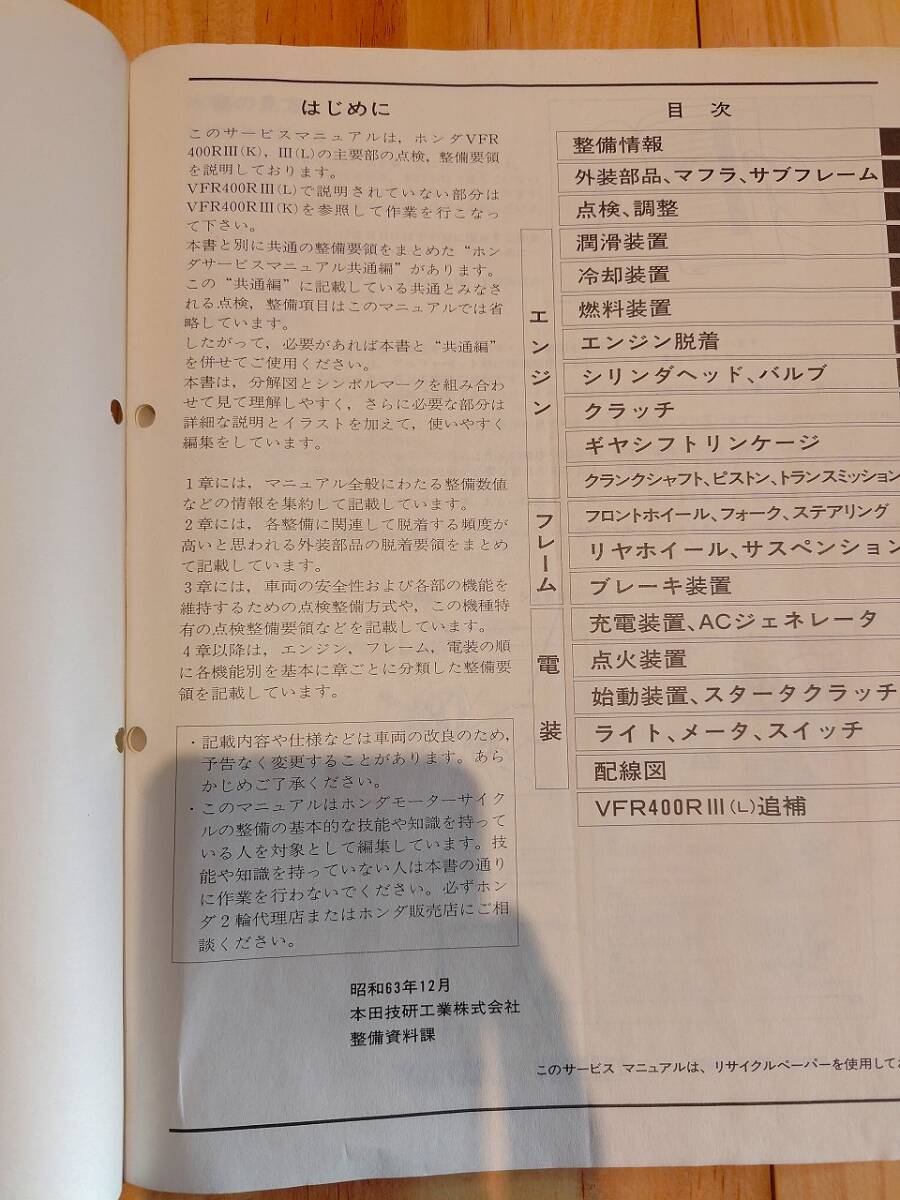 はじめに
このサービスマニュアルは，ホンダVFR
400RⅢ(K)，Ⅲ(L)の主要部の点検，整備要領
を説明しております。
VFR400RⅢ(L)で説明されていない部分は
VFR400RⅢ(K)を参照して作業を行こなっ
て下さい。
本書と別に共通の整備要領をまとめた“ホン
ダサービスマニュアル共通編”があります。
この“共通編”に記載している共通とみなさ
れる点検，整備項目はこのマニュアルでは省
略しています。
したがって，必要があれば本書と“共通編”
を併せてご使用ください。
本書は，分解図とシンボルマークを組み合わ
せて見て理解しやすく，さらに必要な部分は
詳細な説明とイラストを加えて，使いやすく
編集をしています。
1章には，マニュアル全般にわたる整備数値
などの情報を集約して記載しています。
2章には，各整備に関連して脱着する頻度が
高いと思われる外装部品の脱着要領をまとめ
て記載しています。
3章には，車両の安全性および各部の機能を
維持するための点検整備方式や，この機種特
有の点検整備要領などを記載しています。
4章以降は，エンジン，フレーム，電装の順
に各機能別を基本に章ごとに分類した整備要
領を記載しています。
・記載内容や仕様などは車両の改良のため，
予告なく変更することがあります。あら
かじめご了承ください。
・このマニュアルはホンダモーターサイク
ルの整備の基本的な技能や知識を持って
いる人を対象として編集しています。技
能や知識を持っていない人は本書の通り
に作業を行わないでください。必ずホン
ダ2輪代理店またはホンダ販売店にご相
談ください。
昭和63年12月
本田技研工業株式会社
整備資料課
目次
整備情報
外装部品、マフラ、サブフレーム
点検、調整
エンジン
潤滑装置
冷却装置
燃料装置
エンジン脱着
シリンダヘッド、バルブ
クラッチ
ギヤシフトリンケージ
クランクシャフト、ピストン、トランスミッション
フレーム
フロントホイール、フォーク、ステアリング
リヤホイール、サスペンション
ブレーキ装置
電装
充電装置、ACジェネレータ
点火装置
始動装置、スタータクラッチ
ライト、メータ、スイッチ
配線図
VFR400RⅢ(L)追補
このサービス マニュアルは、リサイクルペーパーを使用してお